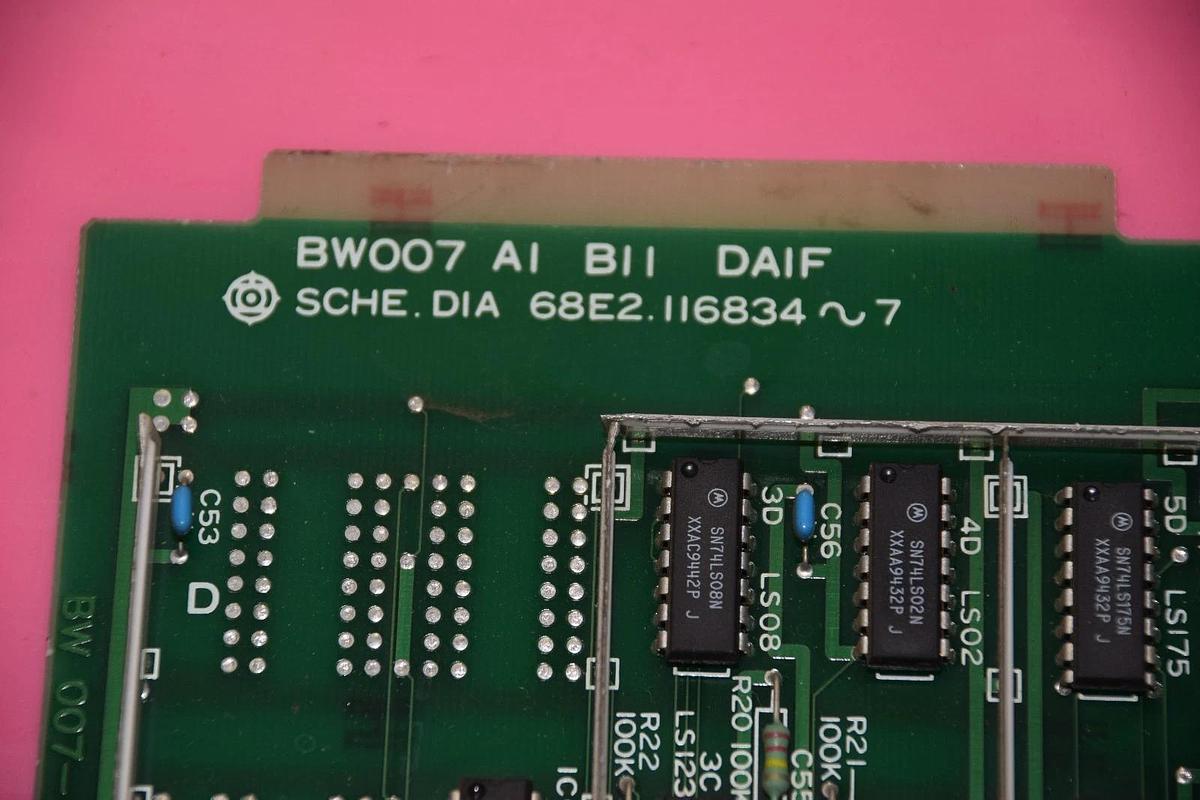 BW007 A1 B11 DAIF
SCHE.DIA 68E2.116834~7
C53
D
BW 007-
SN74LS08N
XXAC9442P J
3D LS08
C56
SN74LS02N
XXAA9432P J
4D LS02
SN74LS175N
XXAA9432P J
5D LS175
R22
100K
LS123
3C
R20 100K
C55
R21
100K
IC